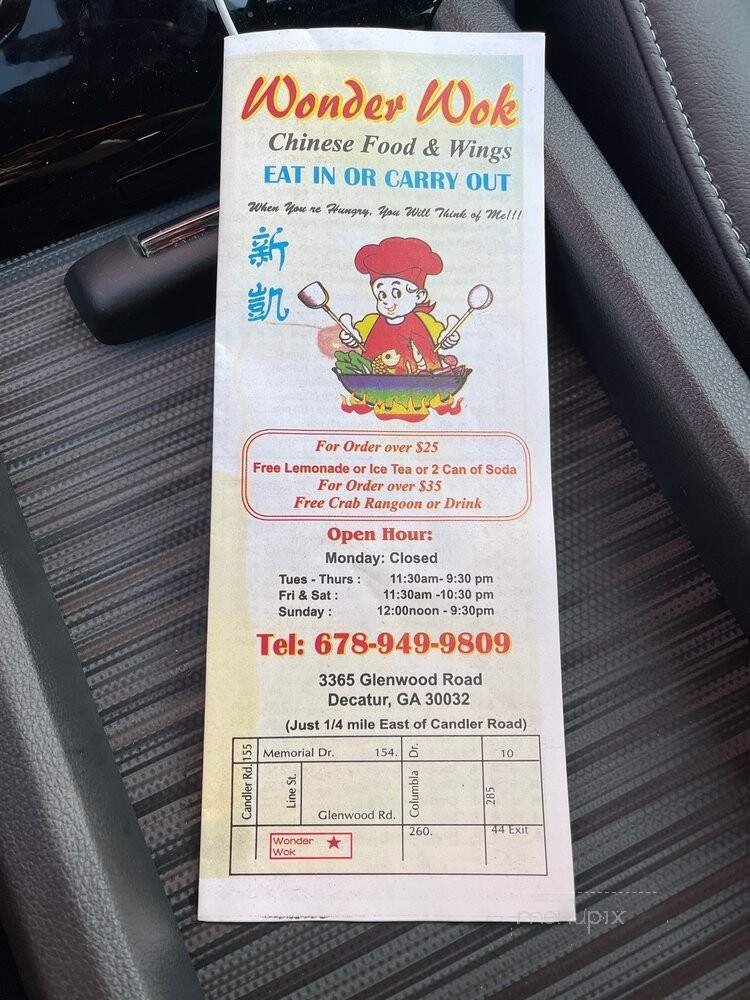 Wonder Wok
Chinese Food & Wings
EAT IN OR CARRY OUT
When You re Hungry, You Will Think of Me!!!
新
凱
For Order over $25
Free Lemonade or Ice Tea or 2 Can of Soda
For Order over $35
Free Crab Rangoon or Drink
Open Hour:
Monday: Closed
Tues - Thurs : 11:30am- 9:30 pm
Fri & Sat : 11:30am -10:30 pm
Sunday : 12:00noon - 9:30pm
Tel: 678-949-9809
3365 Glenwood Road
Decatur, GA 30032
(Just 1/4 mile East of Candler Road)
Candler Rd.155
Memorial Dr. 154.
Columbla Dr.
10
Line St.
285
Glenwood Rd.
260.
44 Exit
Wonder
Wok
menupix